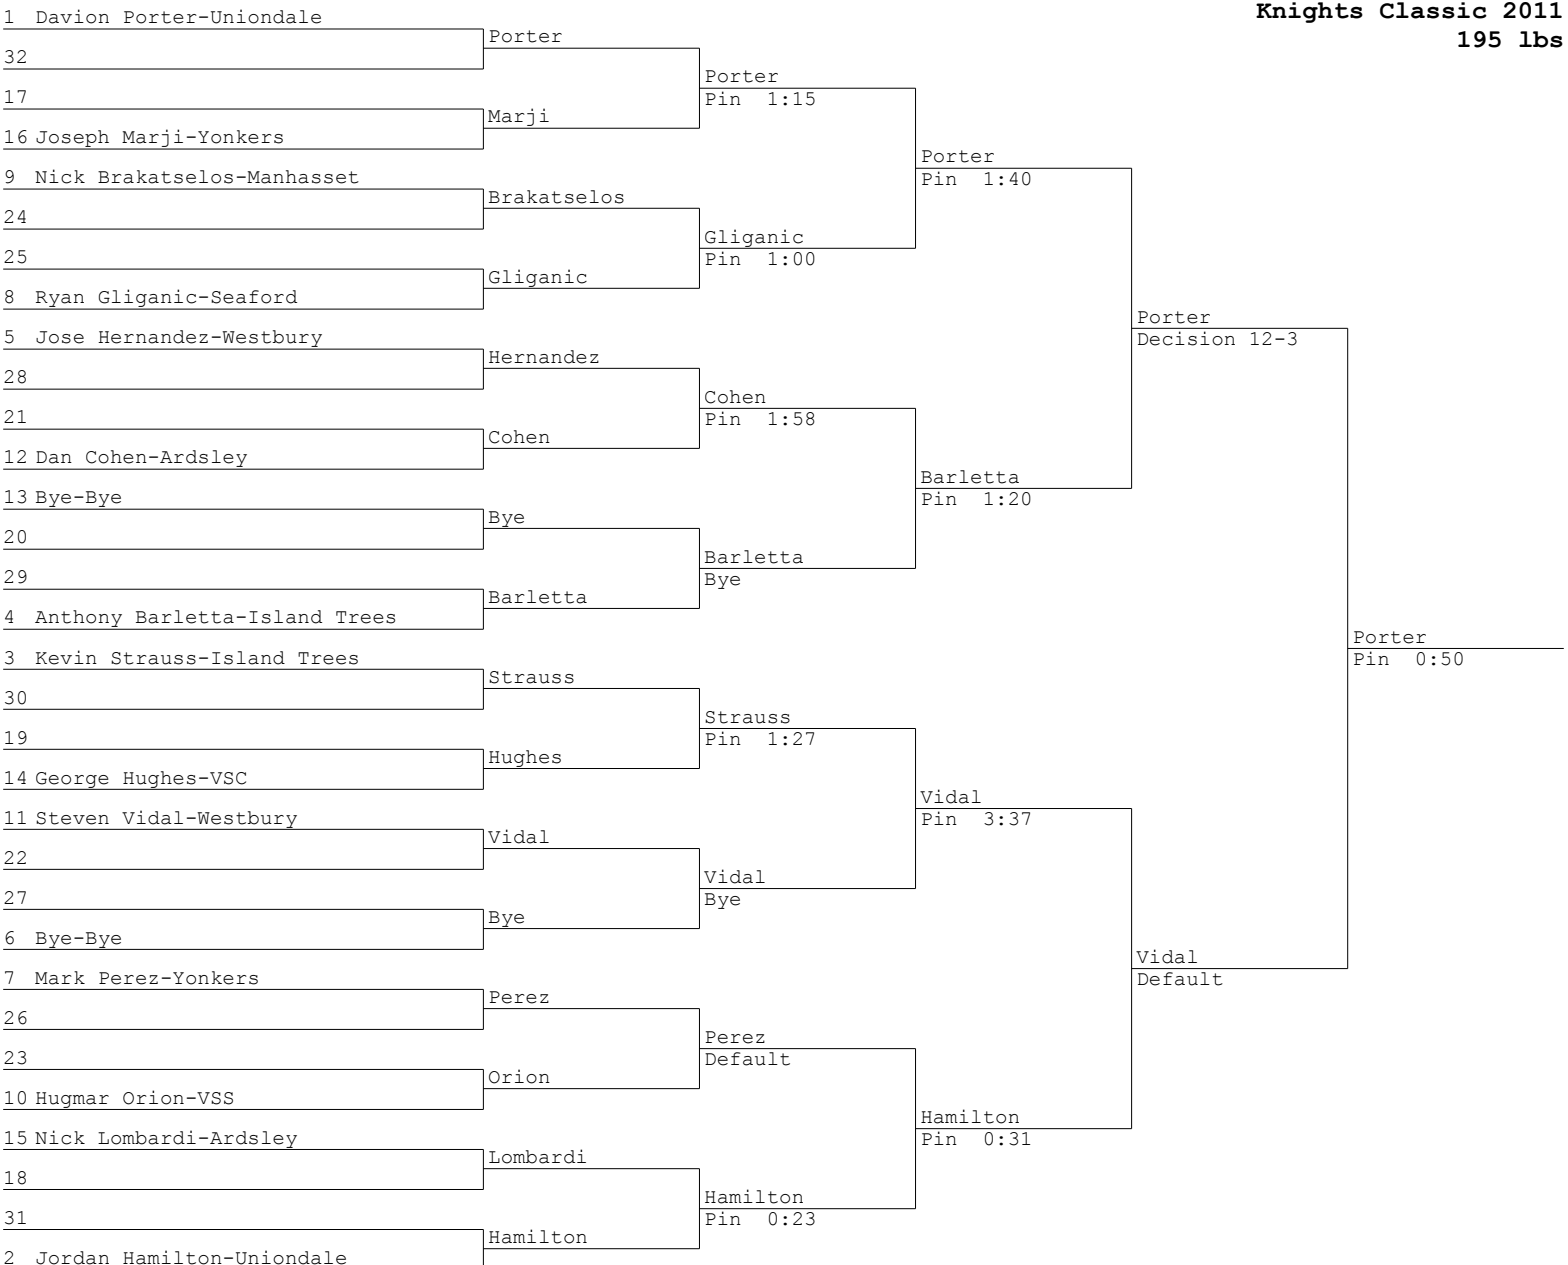 Knights Classic 2011
195 lbs
1 Davion Porter-Uniondale
32
17
16 Joseph Marji-Yonkers
9 Nick Brakatselos-Manhasset
24
25
8 Ryan Gliganic-Seaford
5 Jose Hernandez-Westbury
28
21
12 Dan Cohen-Ardsley
13 Bye-Bye
20
29
4 Anthony Barletta-Island Trees
3 Kevin Strauss-Island Trees
30
19
14 George Hughes-VSC
11 Steven Vidal-Westbury
22
27
6 Bye-Bye
7 Mark Perez-Yonkers
26
23
10 Hugmar Orion-VSS
15 Nick Lombardi-Ardsley
18
31
2 Jordan Hamilton-Uniondale
Porter
Marji
Brakatselos
Gliganic
Hernandez
Cohen
Bye
Barletta
Strauss
Hughes
Vidal
Bye
Perez
Orion
Lombardi
Hamilton
Porter
Pin 1:15
Gliganic
Pin 1:00
Cohen
Pin 1:58
Barletta
Bye
Strauss
Pin 1:27
Vidal
Bye
Perez
Default
Hamilton
Pin 0:23
Porter
Pin 1:40
Barletta
Pin 1:20
Vidal
Pin 3:37
Hamilton
Pin 0:31
Porter
Decision 12-3
Vidal
Default
Porter
Pin 0:50